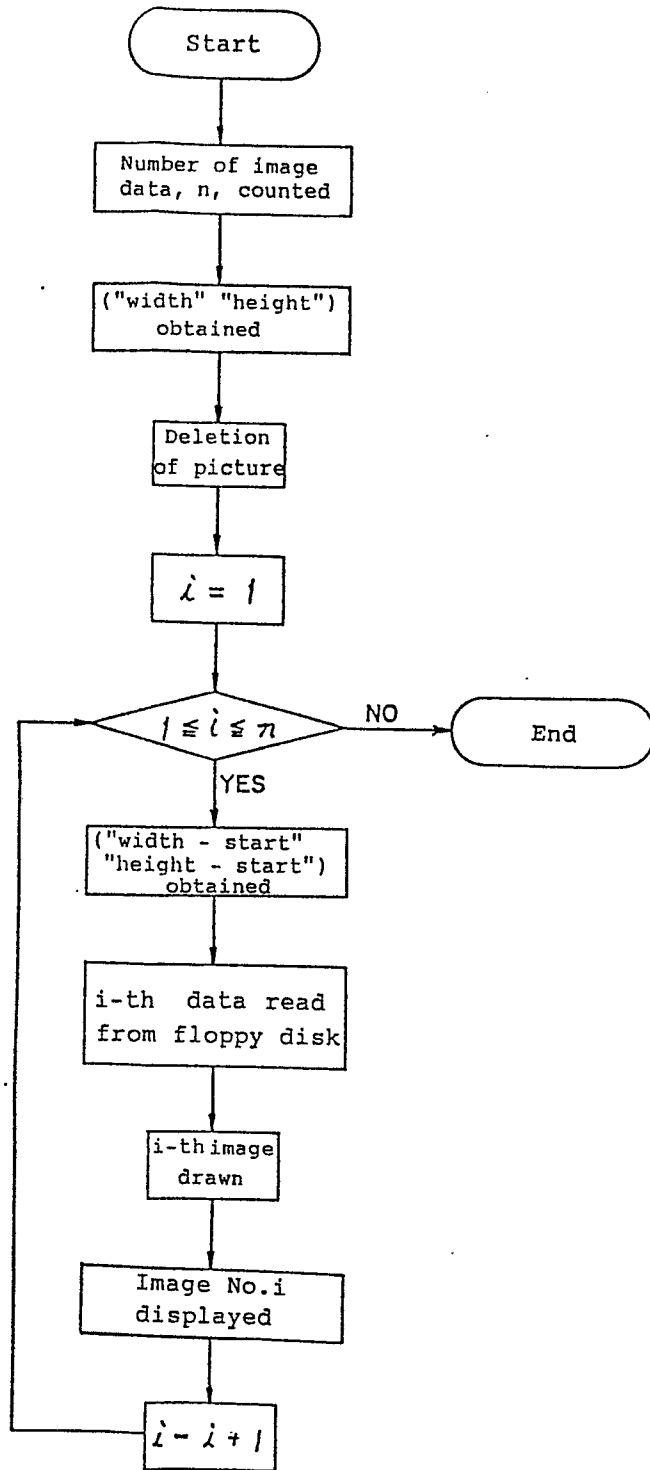 Start
Number of image
data, n, counted
("width" "height")
obtained
Deletion
of picture
i = 1
1 ≦ i ≦ n
NO
End
YES
("width - start"
"height - start")
obtained
i-th data read
from floppy disk
i-th image
drawn
Image No.i
displayed
i - i + 1